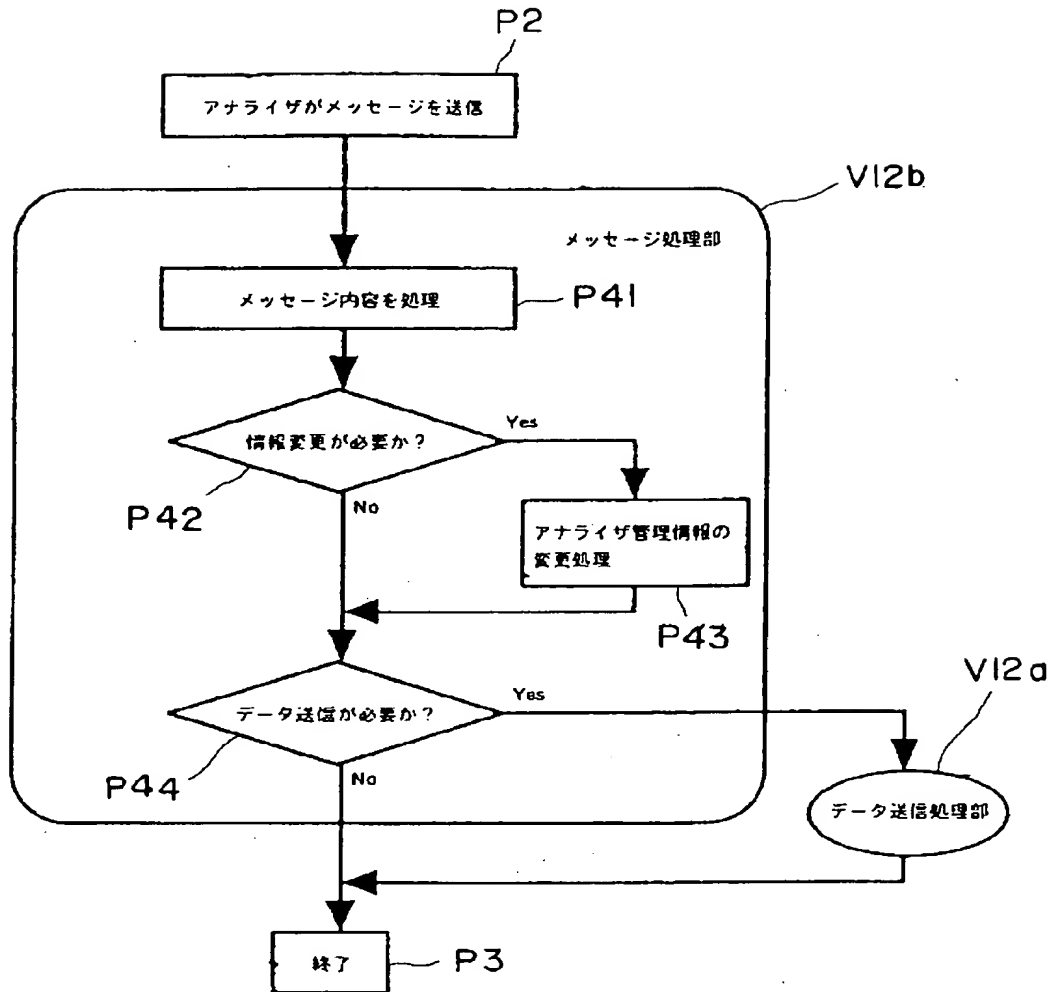 P2
アナライザがメッセージを送信
V12b
メッセージ処理部
メッセージ内容を処理
P41
情報変更が必要か?
Yes
P42
No
アナライザ管理情報の
変更処理
P43
データ送信が必要か?
Yes
V12a
P44
No
データ送信処理部
終了
P3